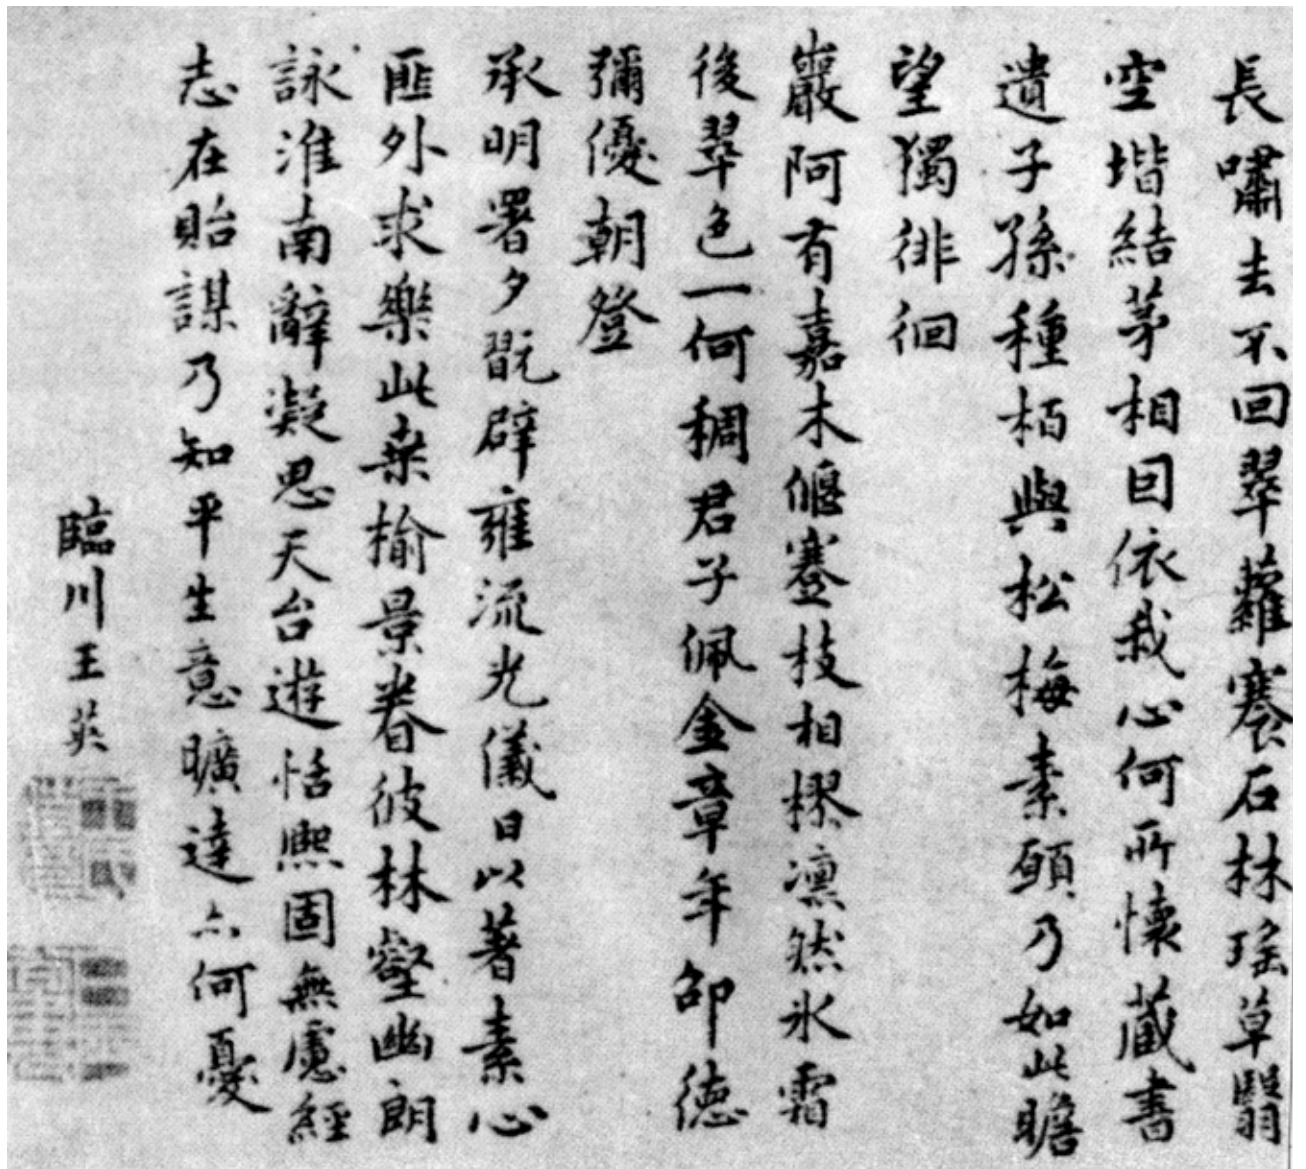 長嘯去不回翠蘿褰石林瑤草翳
空堦結茅相因依栽心何所懷藏書
遺子孫種栢與松梅素願乃如此瞻
望獨徘徊
巖阿有嘉木偃蹇枝相樛凛然氷霜
後翠色一何稠君子佩金章年卲德
彌優朝登
承明署夕翫辟雍流光儀日以著素心
匪外求樂此桒榆景眷彼林壑幽朗
詠淮南辭凝思天台遊恬熙固無慮經
志在貽謀乃知平生意曠達亦何憂
臨川王英